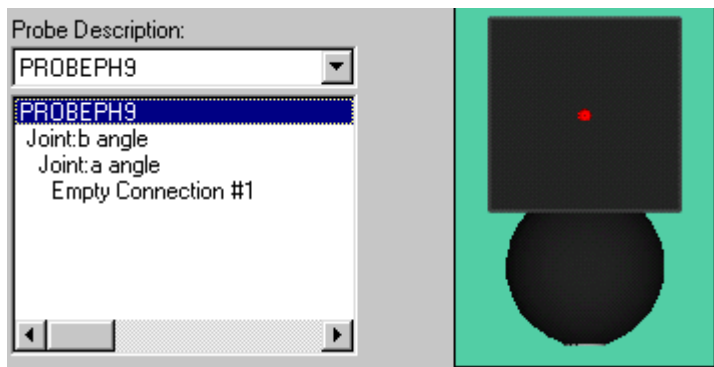 Probe Description:
PROBEPH9
PROBEPH9
Joint:b angle
Joint:a angle
Empty Connection #1